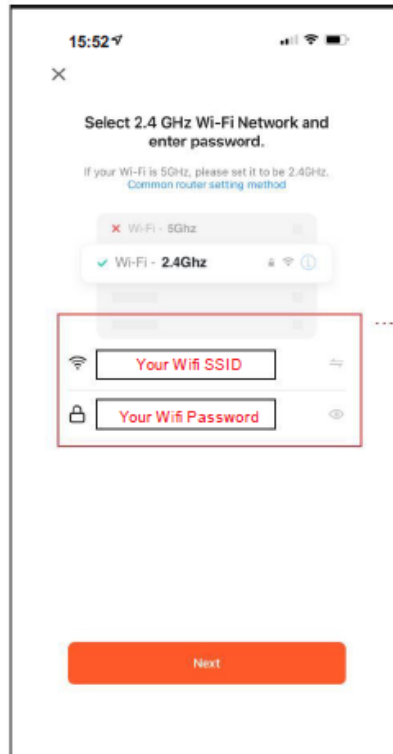 15:52
Select 2.4 GHz Wi-Fi Network and
enter password.
If your Wi-Fi is 5GHz, please set it to be 2.4GHz.
Common router setting method
Wi-Fi - 5Ghz
Wi-Fi - 2.4Ghz
Your Wifi SSID
Your Wifi Password
Next